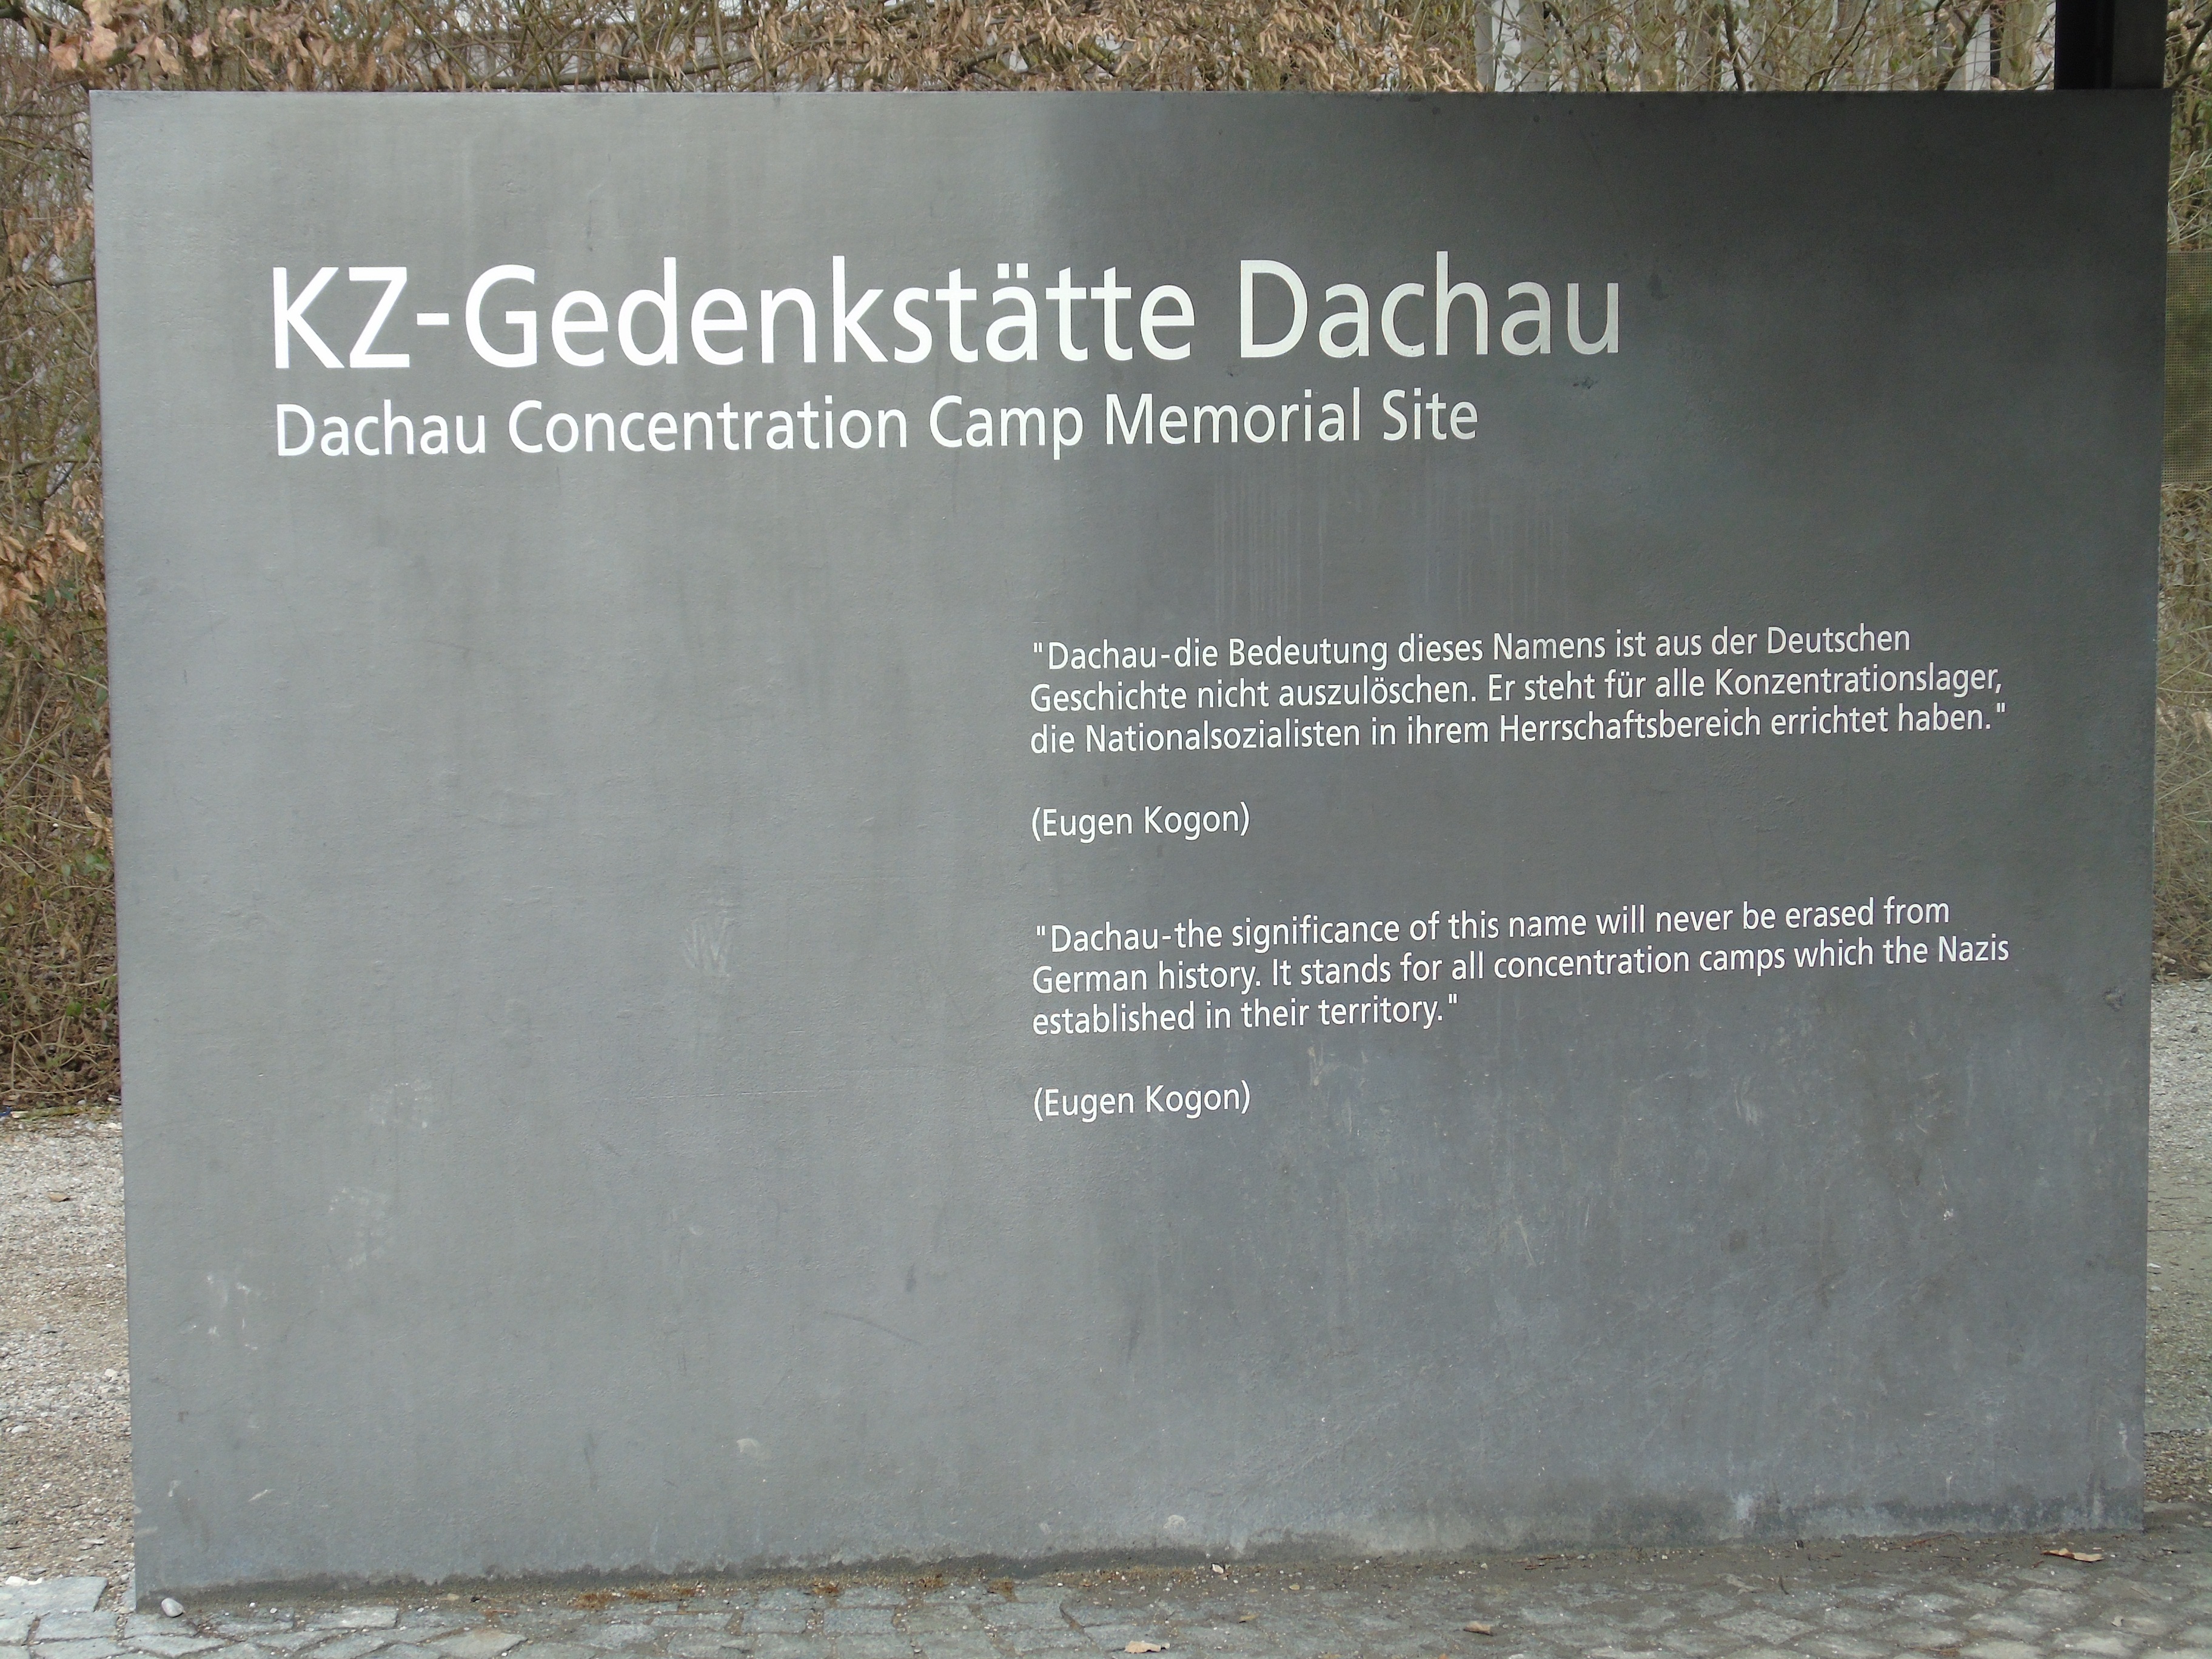 KZ-Gedenkstätte Dachau
Dachau Concentration Camp Memorial Site
"Dachau-die Bedeutung dieses Namens ist aus der Deutschen
Geschichte nicht auszulöschen. Er steht für alle Konzentrationslager,
die Nationalsozialisten in ihrem Herrschaftsbereich errichtet haben."
(Eugen Kogon)
"Dachau-the significance of this name will never be erased from
German history. It stands for all concentration camps which the Nazis
established in their territory."
(Eugen Kogon)